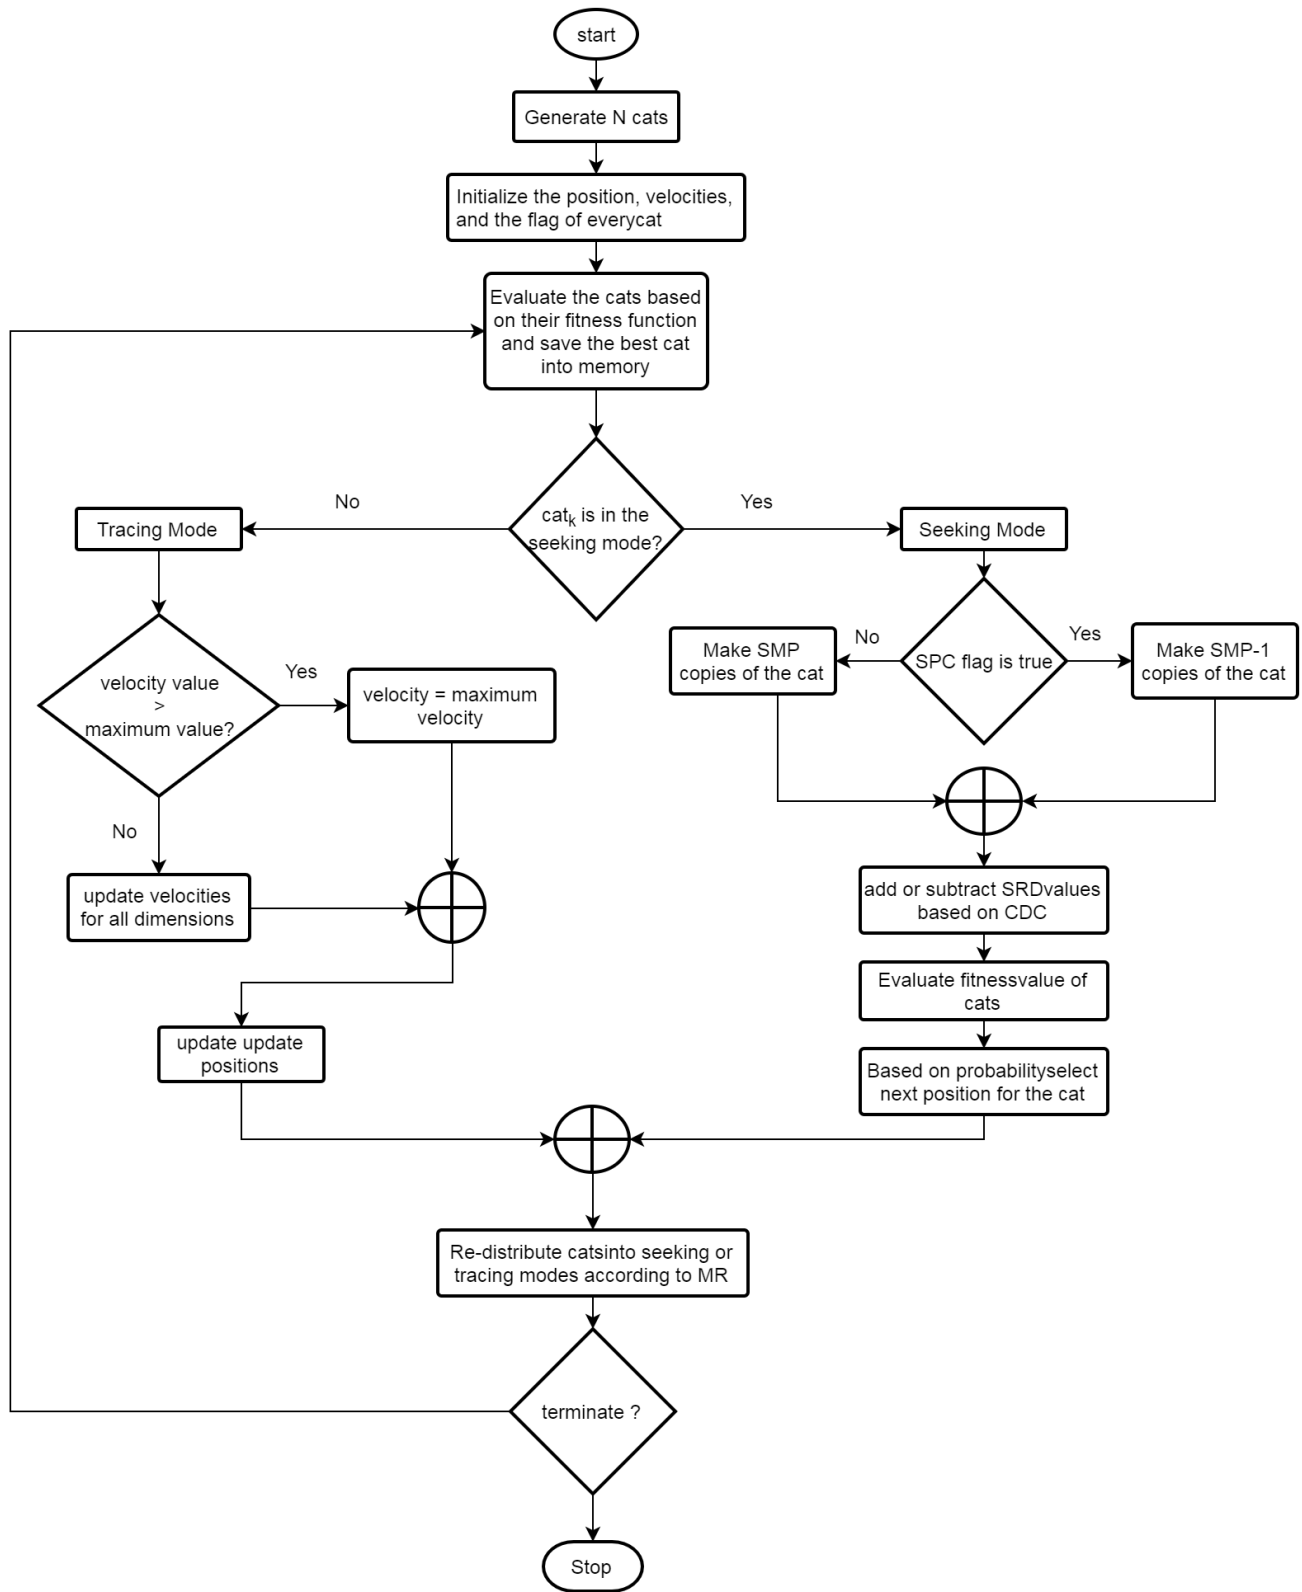 start
Generate N cats
Initialize the position, velocities,
and the flag of everycat
Evaluate the cats based
on their fitness function
and save the best cat
into memory
No
catk is in the
seeking mode?
Yes
Tracing Mode
Seeking Mode
velocity value
>
maximum value?
Yes
velocity = maximum
velocity
No
update velocities
for all dimensions
update update
positions
Make SMP
copies of the cat
No
SPC flag is true
Yes
Make SMP-1
copies of the cat
add or subtract SRDvalues
based on CDC
Evaluate fitnessvalue of
cats
Based on probabilityselect
next position for the cat
Re-distribute catsinto seeking or
tracing modes according to MR
terminate ?
Stop